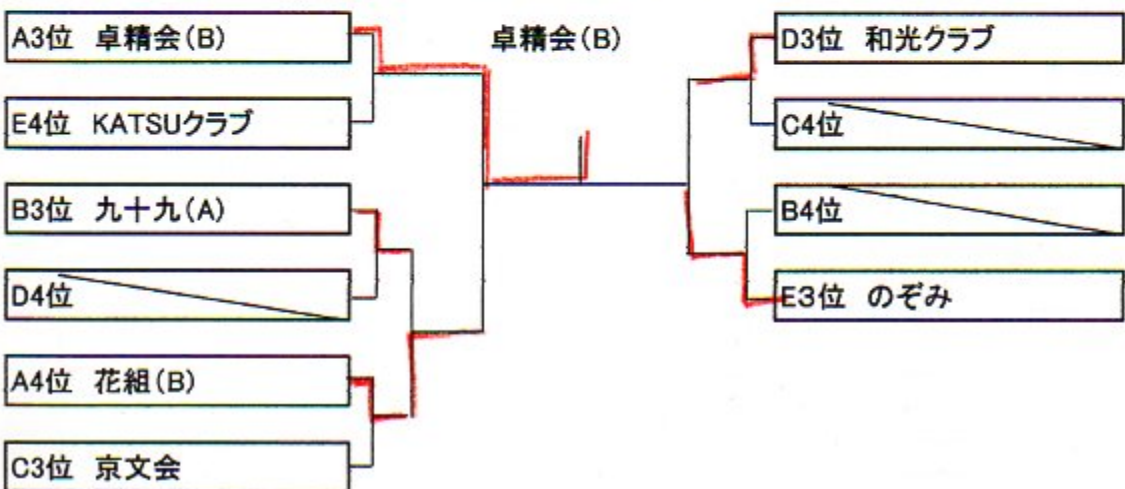 A3位 卓精会(B)
E4位 KATSUクラブ
B3位 九十九(A)
D4位
A4位 花組(B)
C3位 京文会
卓精会(B)
D3位 和光クラブ
C4位
B4位
E3位 のぞみ